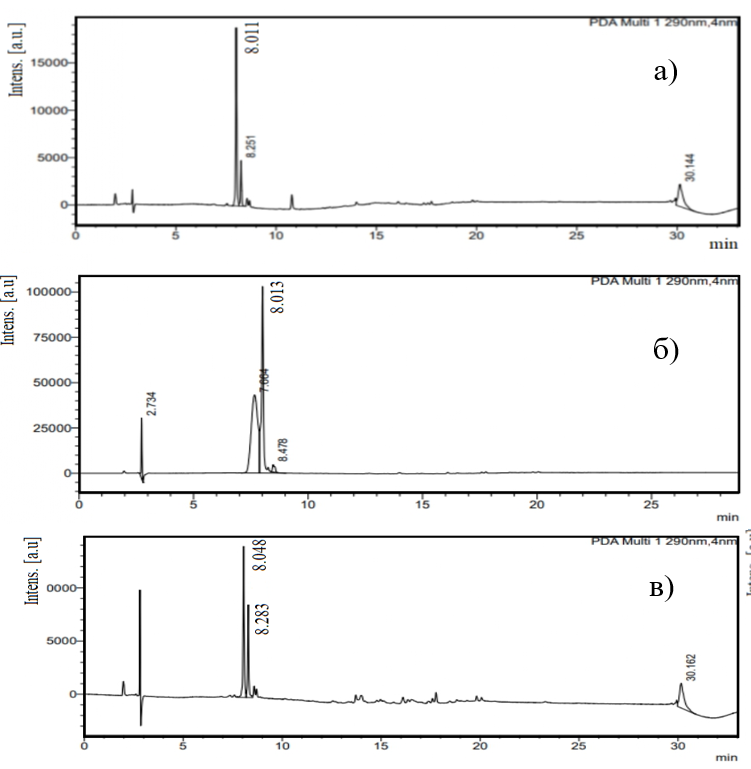 PDA Multi 1 290nm,4nm
Intens. [a.u.]
8.011
8.251
30.144
а)
15000
10000
5000
0
0 5 10 15 20 25 30
min
PDA Multi 1 290nm,4nm
Intens. [a.u]
8.013
7.664
2.734
8.478
б)
100000
75000
50000
25000
0
0 5 10 15 20 25
min
PDA Multi 1 290nm,4nm
Intens. [a.u]
8.048
8.283
30.162
в)
0000
5000
0
0 5 10 15 20 25 30
min